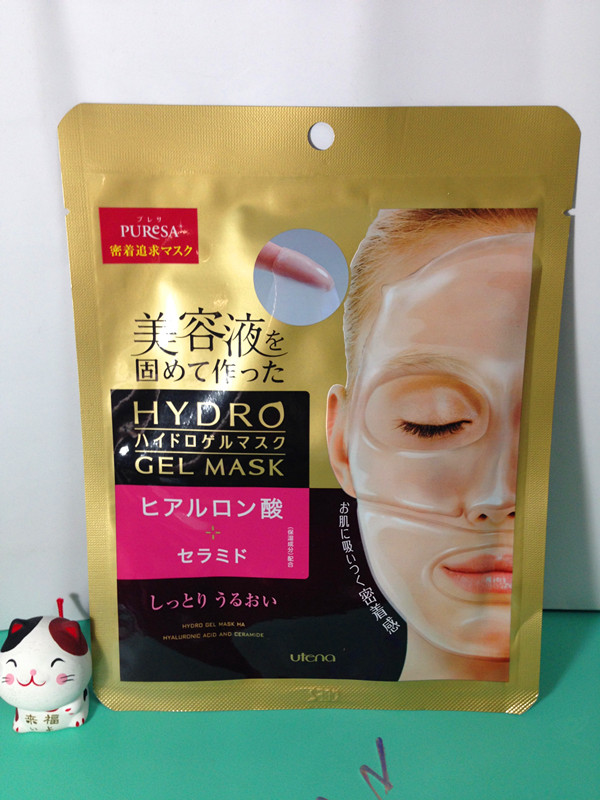 プレサ
PUReSA
密着追求マスク
美容液を
固めて作った
HYDRO
ハイドロゲルマスク
GEL MASK
ヒアルロン酸
+
セラミド
(保湿成分)配合
しっとり うるおい
HYDRO GEL MASK HA
HYALURONIC ACID AND CERAMIDE
お肌に吸いつく密着感
utena
来福
N